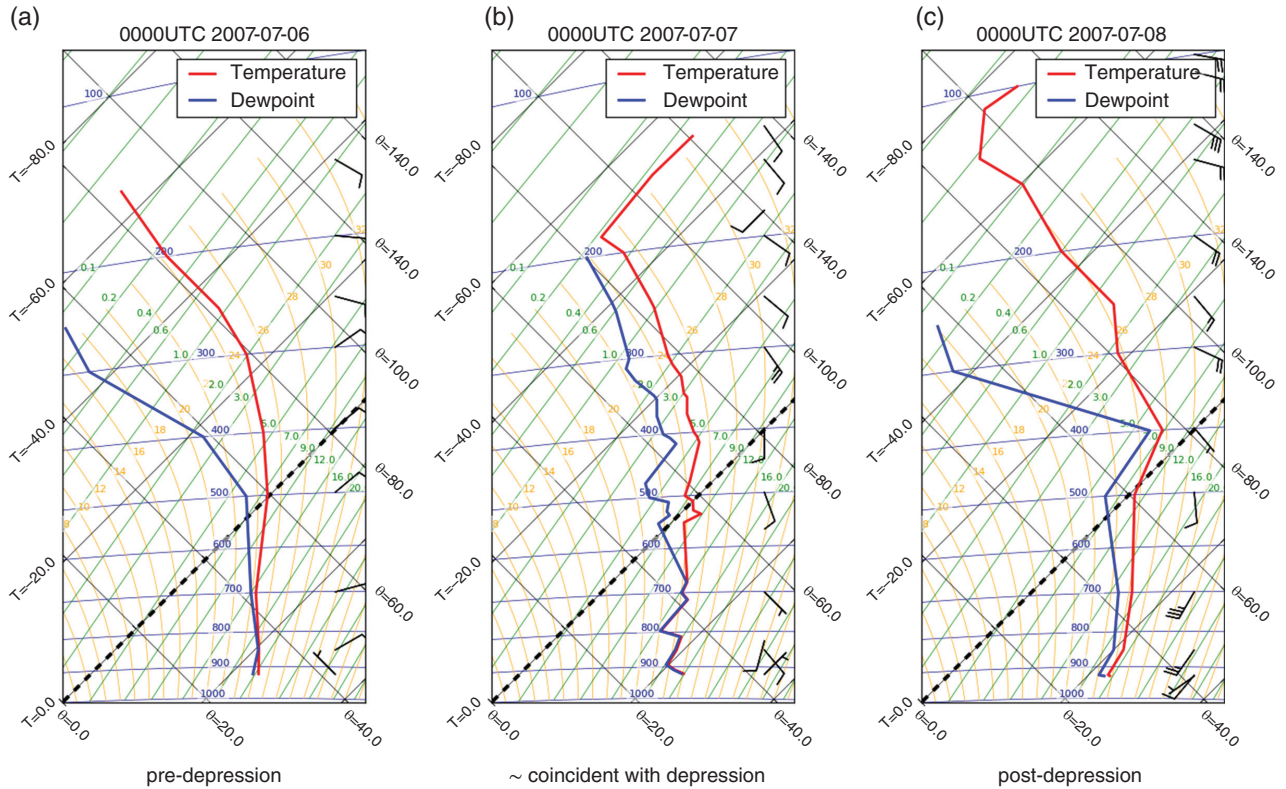 (a)
0000UTC 2007-07-06
Temperature
Dewpoint
100
200
300
400
500
600
700
800
900
1000
0.1
0.2
0.4
0.6
1.0
2.0
3.0
5.0
7.0
9.0
12.0
16.0
20
8
10
12
14
16
18
20
24
26
28
30
32
T=−80.0
T=−60.0
T=−40.0
T=−20.0
T=0.0
θ=0.0
θ=20.0
θ=40.0
θ=60.0
θ=80.0
θ=100.0
θ=140.0
θ=140.0
pre-depression
(b)
0000UTC 2007-07-07
Temperature
Dewpoint
100
200
300
400
500
600
700
800
900
1000
0.1
0.2
0.4
0.6
1.0
2.0
3.0
5.0
7.0
9.0
12.0
16.0
20
8
10
12
14
16
18
20
24
26
28
30
32
T=−80.0
T=−60.0
T=−40.0
T=−20.0
T=0.0
θ=0.0
θ=20.0
θ=40.0
θ=60.0
θ=80.0
θ=100.0
θ=140.0
θ=140.0
~ coincident with depression
(c)
0000UTC 2007-07-08
Temperature
Dewpoint
100
200
300
400
500
600
700
800
900
1000
0.1
0.2
0.4
0.6
1.0
2.0
3.0
5.0
7.0
9.0
12.0
16.0
20
8
10
12
14
16
18
20
26
28
30
32
T=−80.0
T=−60.0
T=−40.0
T=−20.0
T=0.0
θ=0.0
θ=20.0
θ=40.0
θ=60.0
θ=80.0
θ=100.0
θ=140.0
θ=140.0
post-depression